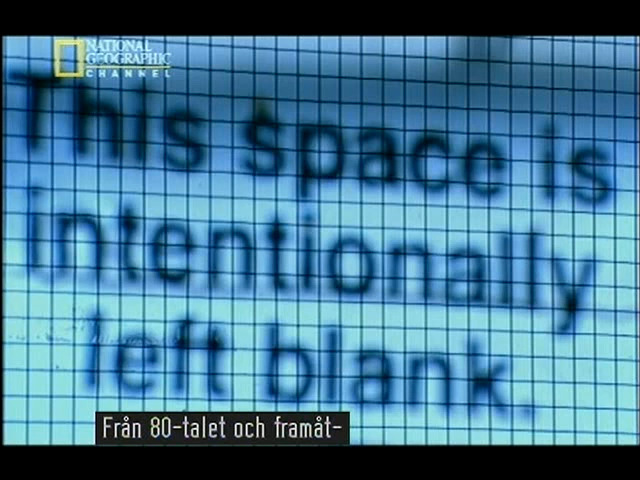 NATIONAL
GEOGRAPHIC
CHANNEL
This space is
intentionally
left blank.
Från 80-talet och framåt-